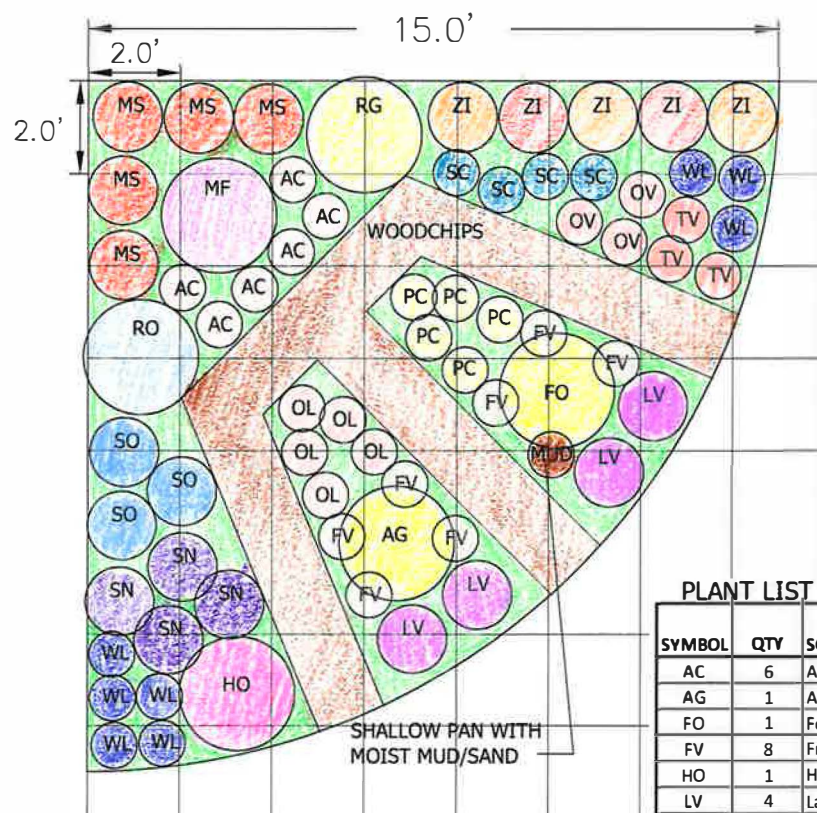 15.0'
2.0'
2.0'
MS MS MS RG ZI ZI ZI ZI ZI
MS MF AC SC SC SC SC WL WL
AC OV OV TV WL
WOODCHIPS
MS AC OV TV TV
AC AC
AC
PC PC
PC FV
PC
RO
PC FV
FV FO LV
OL OL
SO OL OL MUD LV
SO OL FV
SO
FV AG FV
SN
SN SN FV LV
SN LV
WL
WL WL HO
WL WL
SHALLOW PAN WITH
MOIST MUD/SAND
PLANT LIST
SYMBOL QTY
AC 6 A
AG 1 A
FO 1 Fo
FV 8 Fr
HO 1 H
LV 4 La